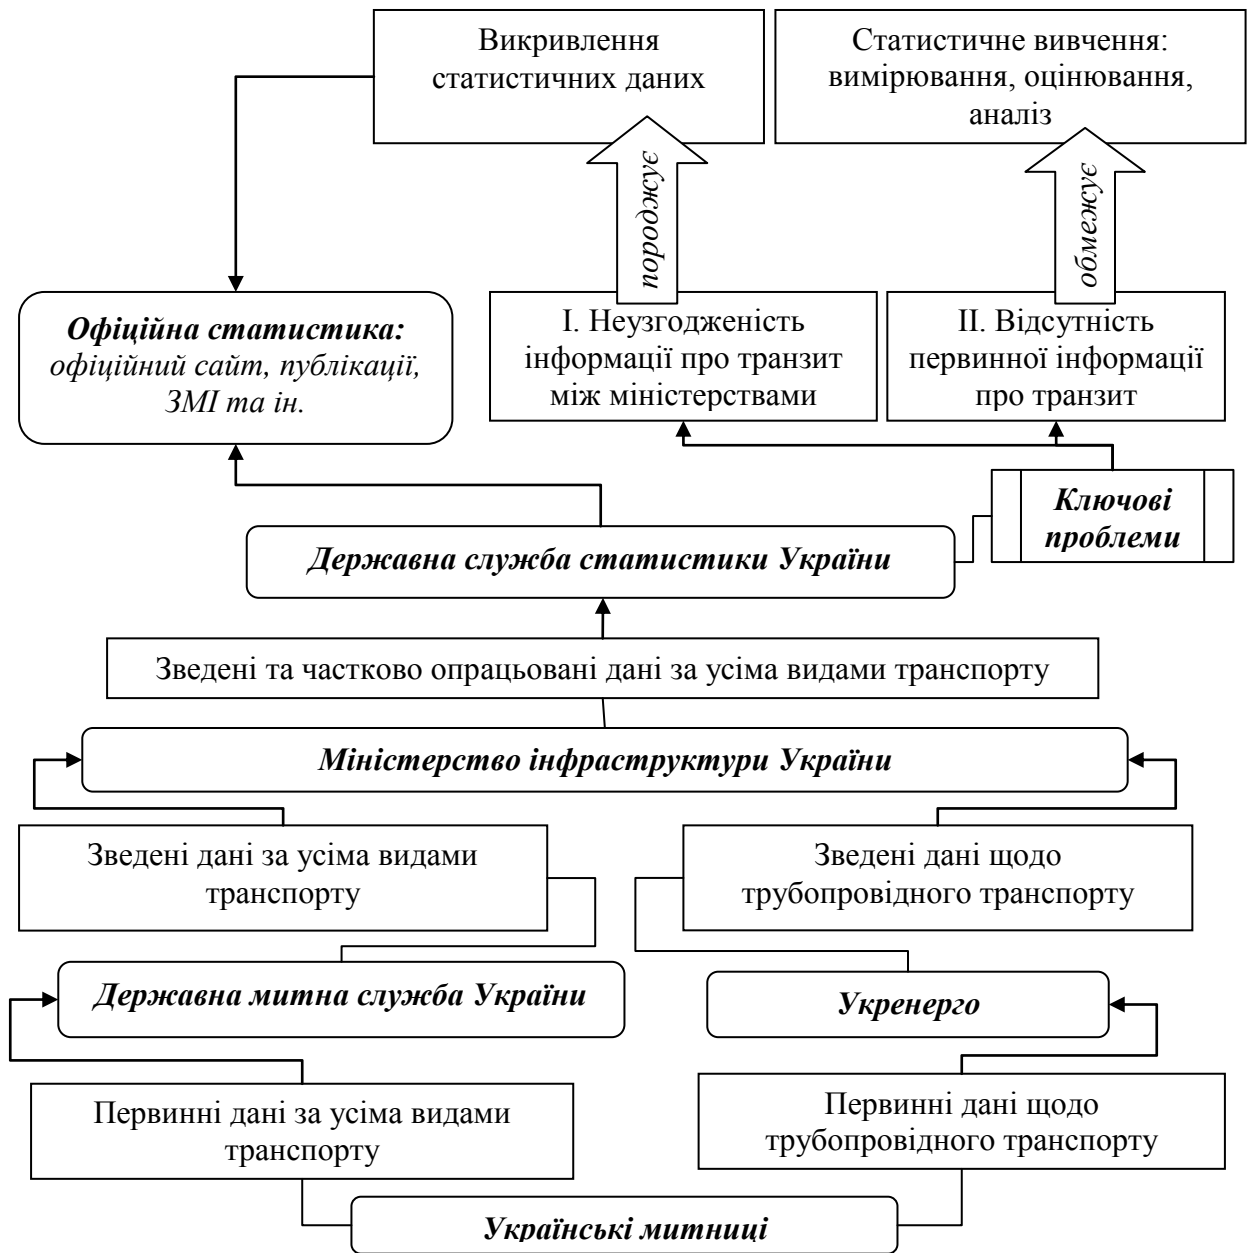 Викривлення
статистичних даних
Статистичне вивчення:
вимірювання, оцінювання,
аналіз
породжує
обмежує
Офіційна статистика:
офіційний сайт, публікації,
ЗМІ та ін.
І. Неузгодженість
інформації про транзит
між міністерствами
ІІ. Відсутність
первинної інформації
про транзит
Ключові
проблеми
Державна служба статистики України
Зведені та частково опрацьовані дані за усіма видами транспорту
Міністерство інфраструктури України
Зведені дані за усіма видами
транспорту
Зведені дані щодо
трубопровідного транспорту
Державна митна служба України
Укренерго
Первинні дані за усіма видами
транспорту
Первинні дані щодо
трубопровідного транспорту
Українські митниці